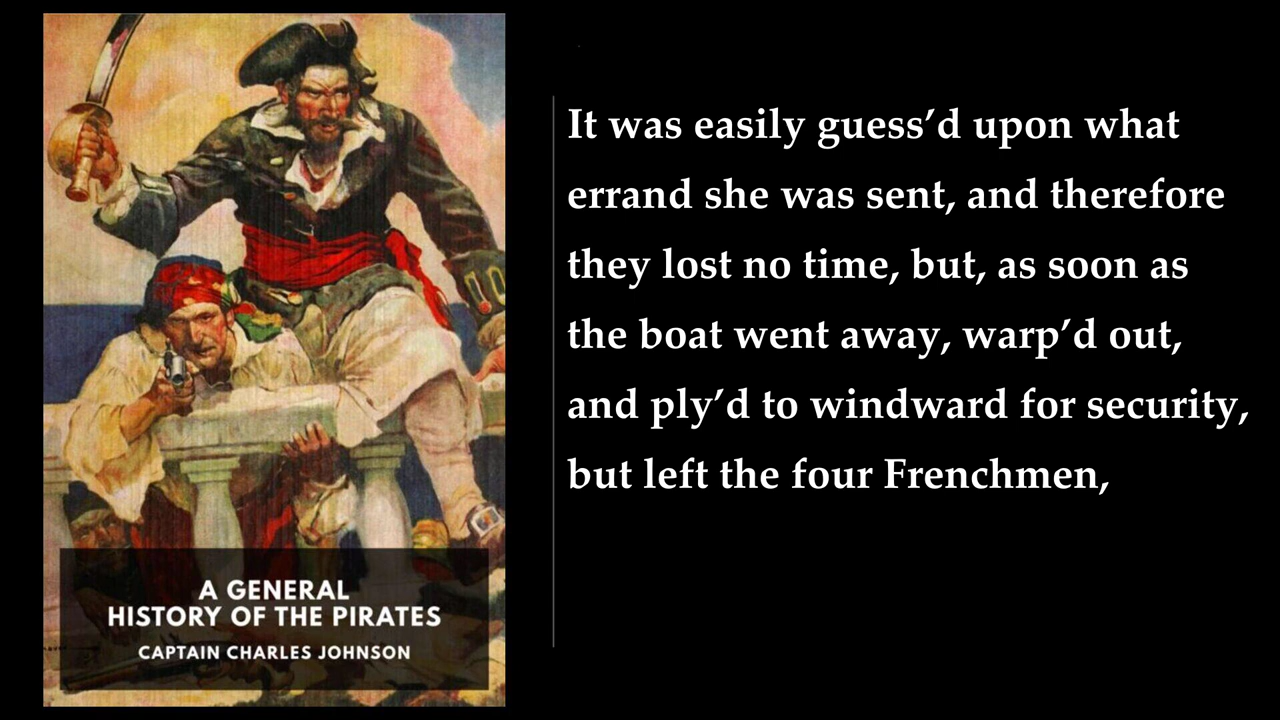 A GENERAL
HISTORY OF THE PIRATES
CAPTAIN CHARLES JOHNSON
It was easily guess’d upon what
errand she was sent, and therefore
they lost no time, but, as soon as
the boat went away, warp’d out,
and ply’d to windward for security,
but left the four Frenchmen,